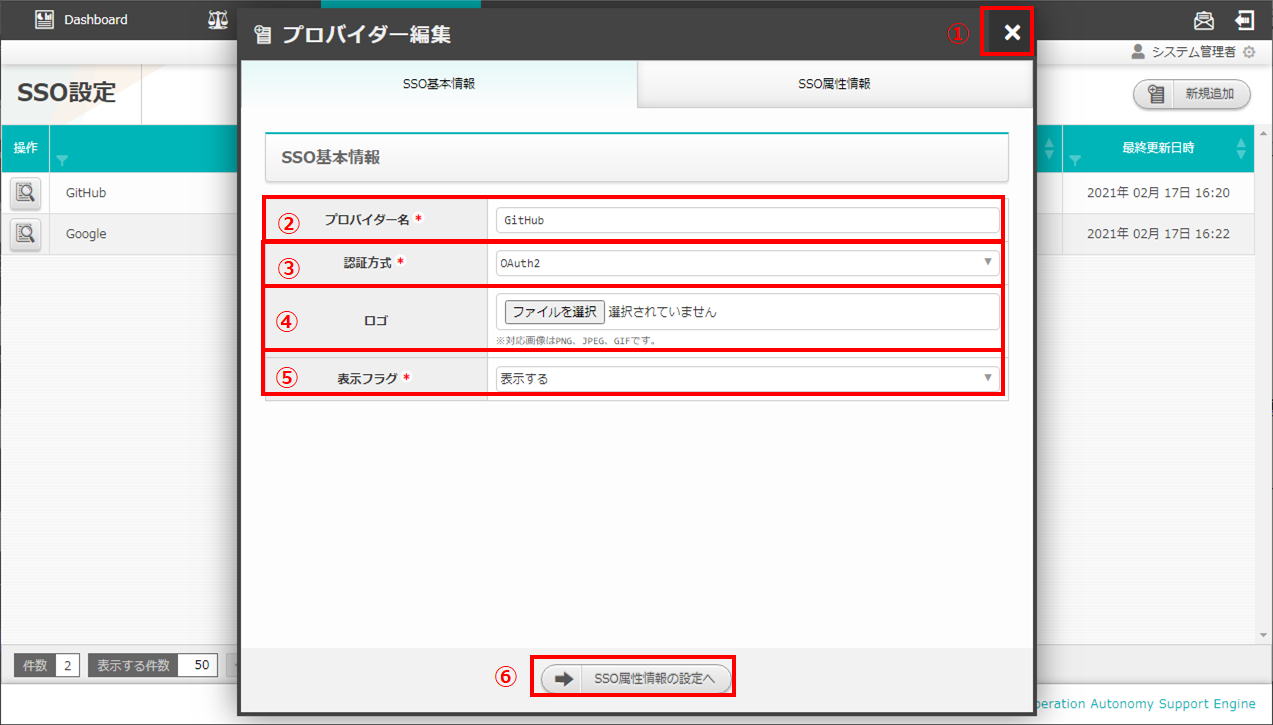 Dashboard
プロバイダー編集
①
×
システム管理者
SSO設定
新規追加
SSO基本情報
SSO属性情報
操作
最終更新日時
SSO基本情報
GitHub
2021年 02月 17日 16:20
Google
2021年 02月 17日 16:22
② プロバイダー名 *
GitHub
③ 認証方式 *
OAuth2
④ ロゴ
ファイルを選択 選択されていません
※対応画像はPNG、JPEG、GIFです。
⑤ 表示フラグ *
表示する
件数 2
表示する件数 50
⑥ SSO属性情報の設定へ
Autonomy Support Engine